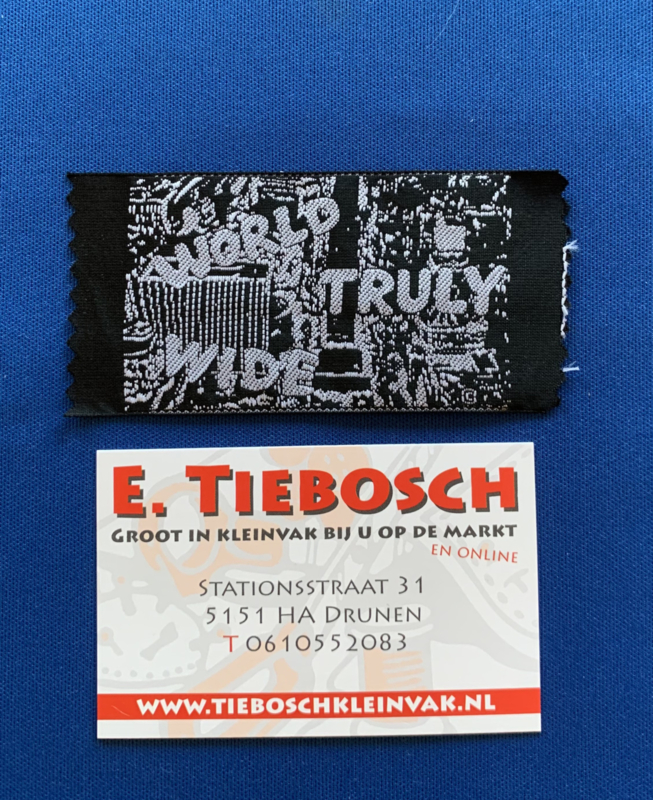 WORLD
TRULY
WIDE
©
E. TIEBOSCH
GROOT IN KLEINVAK BIJ U OP DE MARKT
EN ONLINE
STATIONSSTRAAT 31
5151 HA DRUNEN
T 0610552083
WWW.TIEBOSCHKLEINVAK.NL